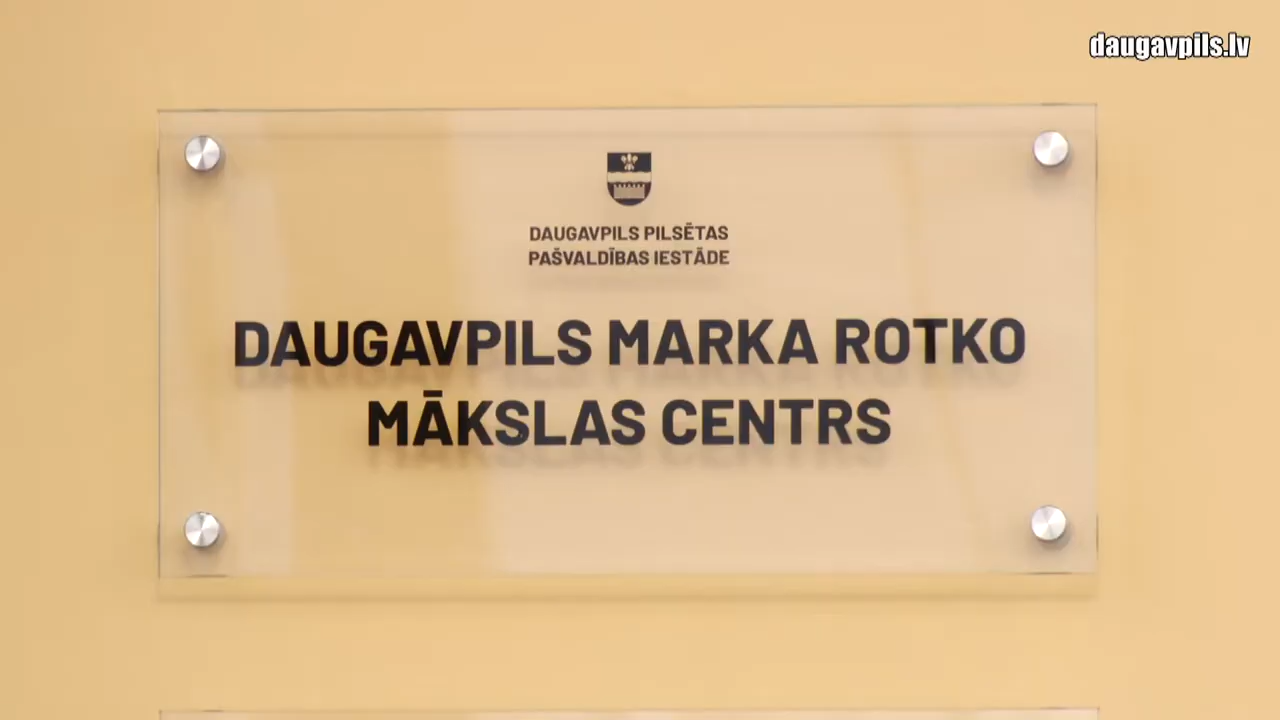 daugavpils.lv
DAUGAVPILS PILSĒTAS
PAŠVALDĪBAS IESTĀDE
DAUGAVPILS MARKA ROTKO
MĀKSLAS CENTRS